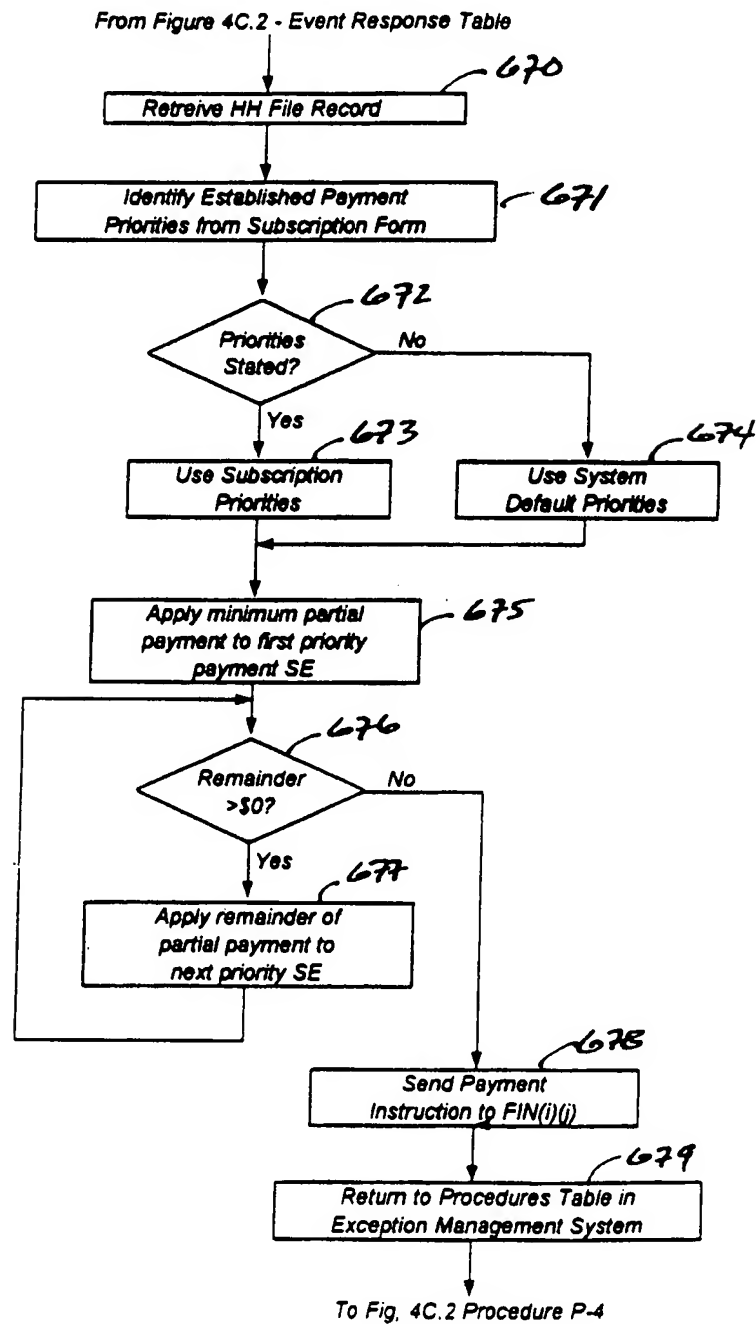 From Figure 4C.2 - Event Response Table
670
Retreive HH File Record
Identify Established Payment
Priorities from Subscription Form
671
672
Priorities
Stated?
No
Yes
673
674
Use Subscription
Priorities
Use System
Default Priorities
Apply minimum partial
payment to first priority
payment SE
675
676
Remainder
>$0?
No
Yes
677
Apply remainder of
partial payment to
next priority SE
678
Send Payment
Instruction to FIN(i)(j)
679
Return to Procedures Table in
Exception Management System
To Fig, 4C.2 Procedure P-4